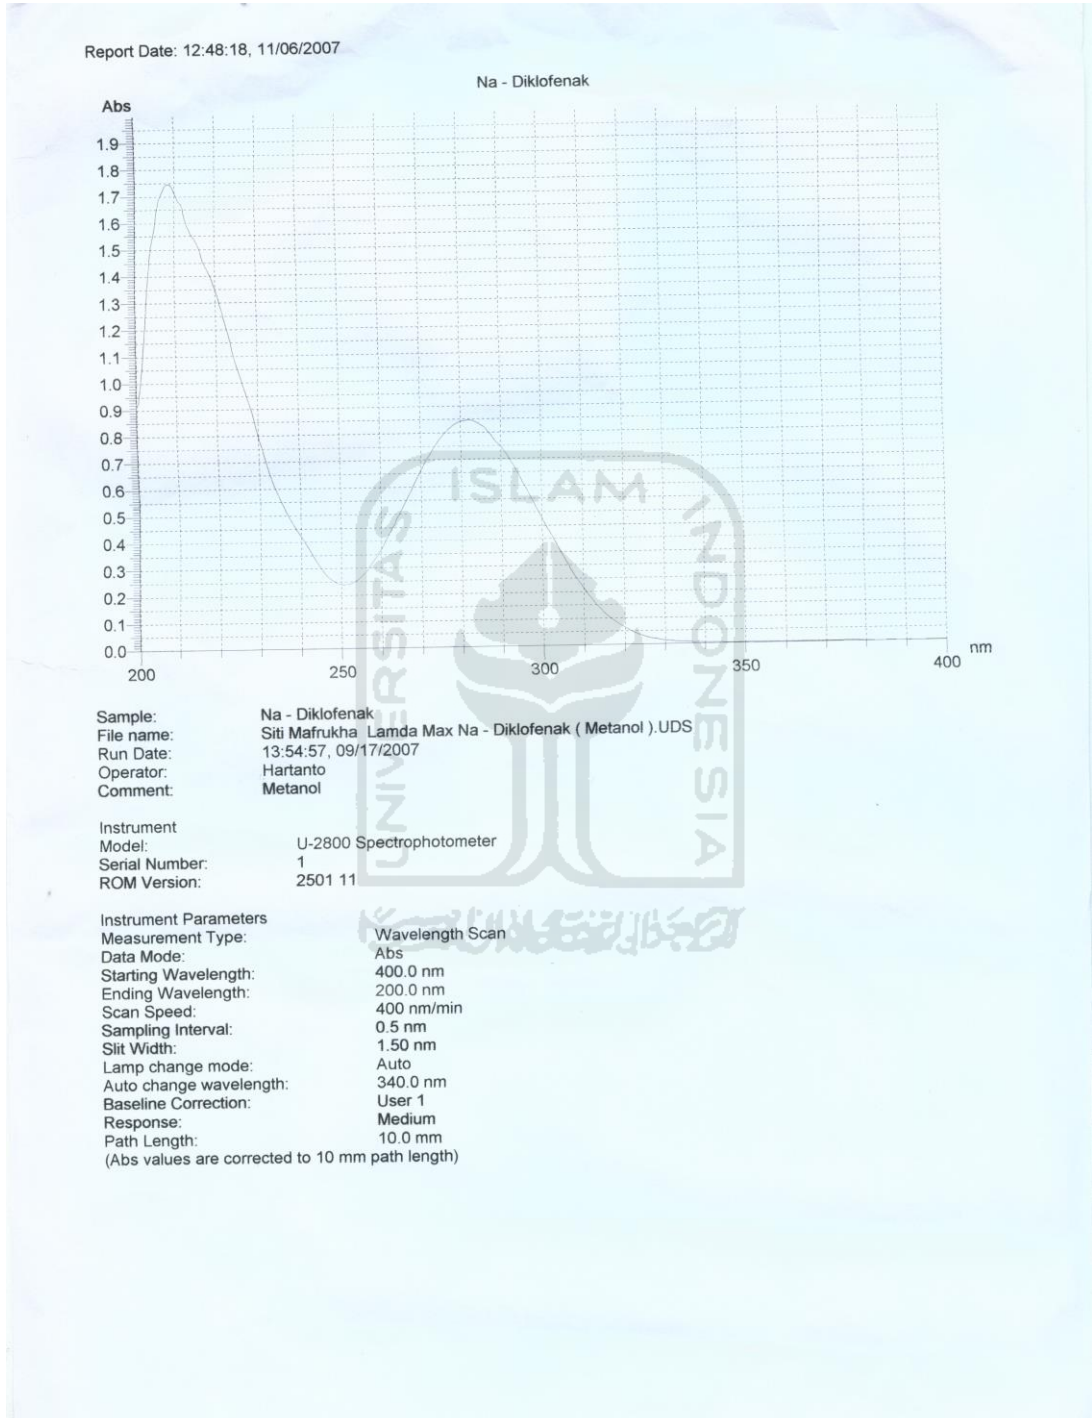 Report Date: 12:48:18, 11/06/2007
Na - Diklofenak
Abs
1.9
1.8
1.7
1.6
1.5
1.4
1.3
1.2
1.1
1.0
0.9
0.8
0.7
0.6
0.5
0.4
0.3
0.2
0.1
0.0
200 250 300 350 400 nm
UNIVERSITAS ISLAM INDONESIA
Sample: Na - Diklofenak
File name: Siti Mafrukha Lamda Max Na - Diklofenak ( Metanol ).UDS
Run Date: 13:54:57, 09/17/2007
Operator: Hartanto
Comment: Metanol
Instrument
Model: U-2800 Spectrophotometer
Serial Number: 1
ROM Version: 2501 11
Instrument Parameters
Measurement Type: Wavelength Scan
Data Mode: Abs
Starting Wavelength: 400.0 nm
Ending Wavelength: 200.0 nm
Scan Speed: 400 nm/min
Sampling Interval: 0.5 nm
Slit Width: 1.50 nm
Lamp change mode: Auto
Auto change wavelength: 340.0 nm
Baseline Correction: User 1
Response: Medium
Path Length: 10.0 mm
(Abs values are corrected to 10 mm path length)